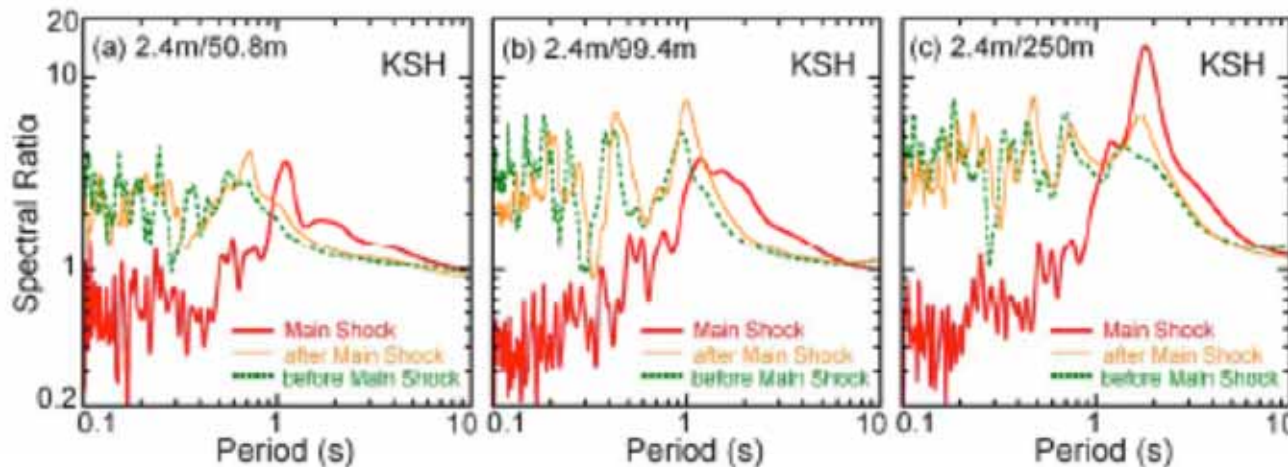 20
10
1
0.2
Spectral Ratio
(a) 2.4m/50.8m
KSH
Main Shock
after Main Shock
before Main Shock
0.1
1
10
Period (s)
(b) 2.4m/99.4m
KSH
Main Shock
after Main Shock
before Main Shock
0.1
1
10
Period (s)
(c) 2.4m/250m
KSH
Main Shock
after Main Shock
before Main Shock
0.1
1
10
Period (s)